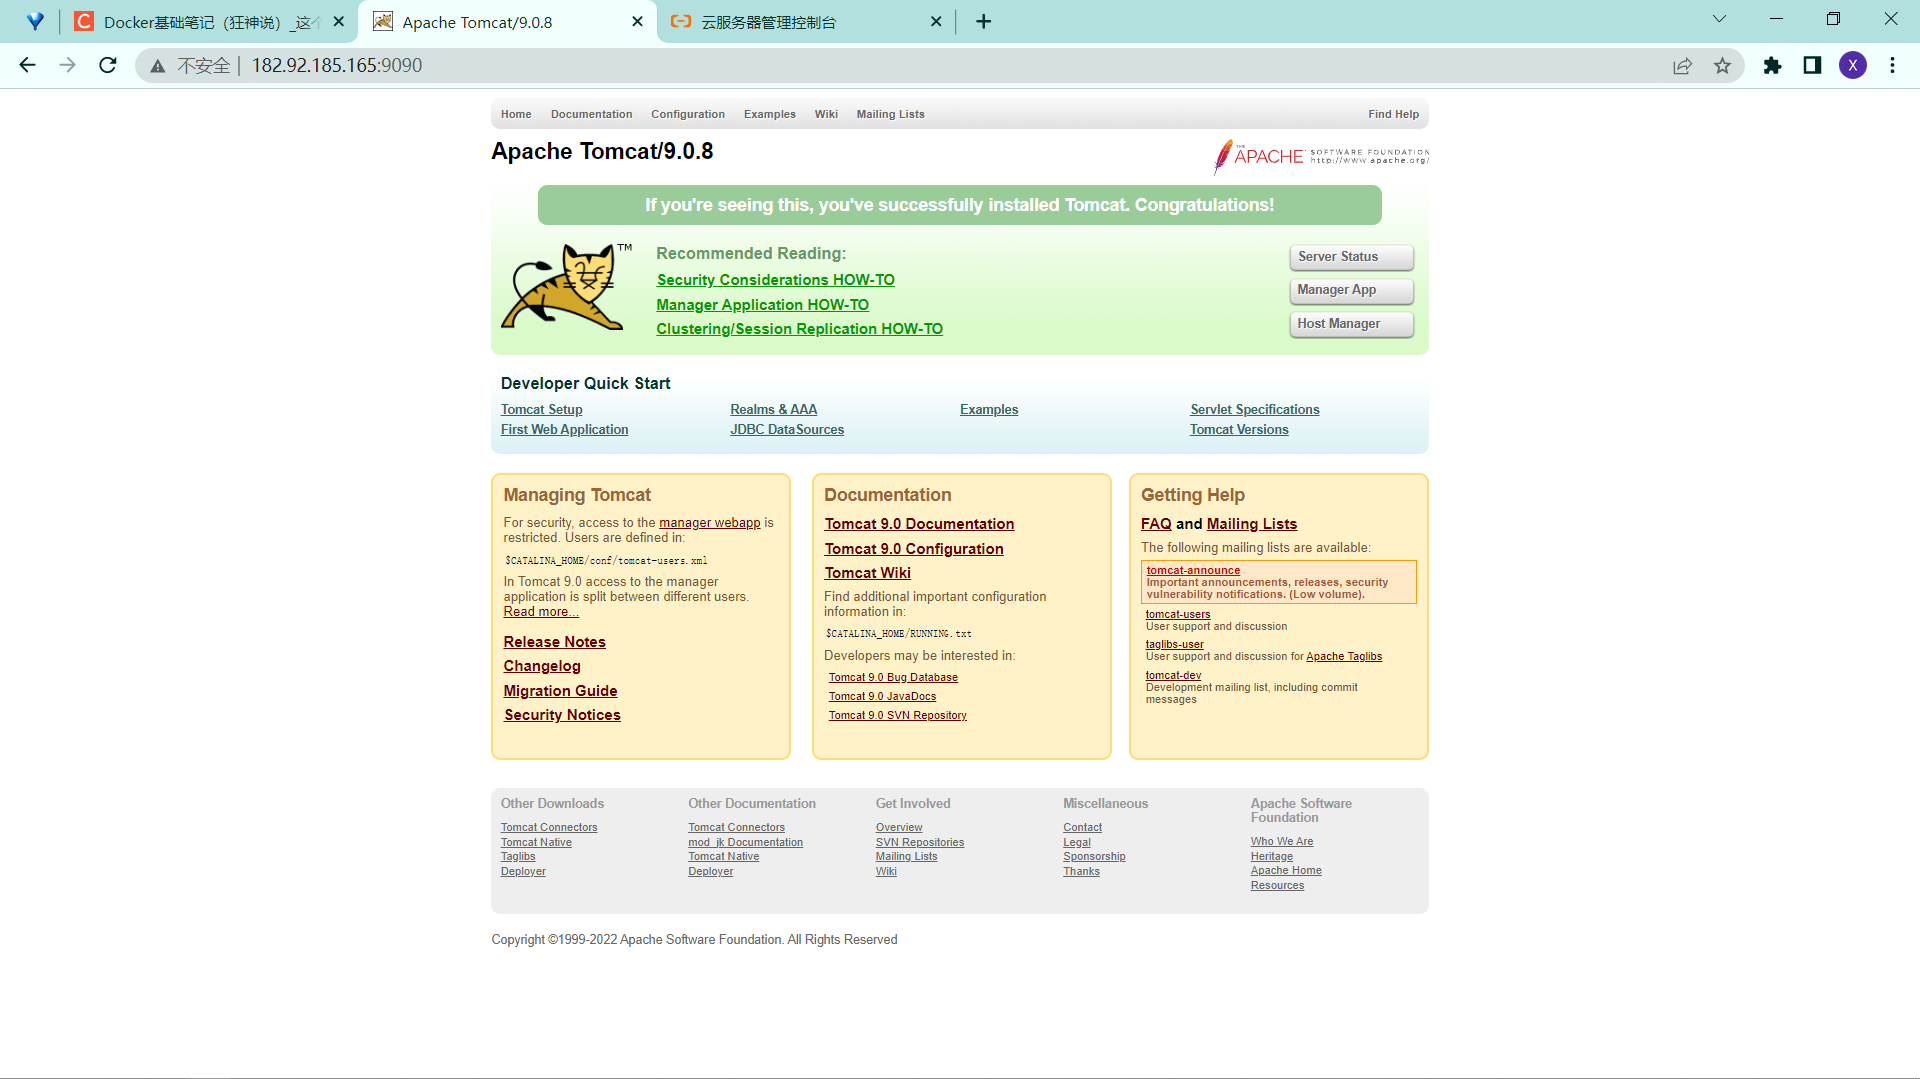 Docker基础笔记（狂神说）_这个
Apache Tomcat/9.0.8
云服务器管理控制台
不安全 182.92.185.165:9090
X
Home Documentation Configuration Examples Wiki Mailing Lists Find Help
Apache Tomcat/9.0.8
THE APACHE SOFTWARE FOUNDATION
http://www.apache.org/
If you're seeing this, you've successfully installed Tomcat. Congratulations!
TM
Recommended Reading:
Security Considerations HOW-TO
Manager Application HOW-TO
Clustering/Session Replication HOW-TO
Server Status
Manager App
Host Manager
Developer Quick Start
Tomcat Setup
First Web Application
Realms & AAA
JDBC DataSources
Examples
Servlet Specifications
Tomcat Versions
Managing Tomcat
For security, access to the manager webapp is
restricted. Users are defined in:
$CATALINA_HOME/conf/tomcat-users.xml
In Tomcat 9.0 access to the manager
application is split between different users.
Read more...
Release Notes
Changelog
Migration Guide
Security Notices
Documentation
Tomcat 9.0 Documentation
Tomcat 9.0 Configuration
Tomcat Wiki
Find additional important configuration
information in:
$CATALINA_HOME/RUNNING.txt
Developers may be interested in:
Tomcat 9.0 Bug Database
Tomcat 9.0 JavaDocs
Tomcat 9.0 SVN Repository
Getting Help
FAQ and Mailing Lists
The following mailing lists are available:
tomcat-announce
Important announcements, releases, security
vulnerability notifications. (Low volume).
tomcat-users
User support and discussion
taglibs-user
User support and discussion for Apache Taglibs
tomcat-dev
Development mailing list, including commit
messages
Other Downloads
Tomcat Connectors
Tomcat Native
Taglibs
Deployer
Other Documentation
Tomcat Connectors
mod_jk Documentation
Tomcat Native
Deployer
Get Involved
Overview
SVN Repositories
Mailing Lists
Wiki
Miscellaneous
Contact
Legal
Sponsorship
Thanks
Apache Software
Foundation
Who We Are
Heritage
Apache Home
Resources
Copyright ©1999-2022 Apache Software Foundation. All Rights Reserved